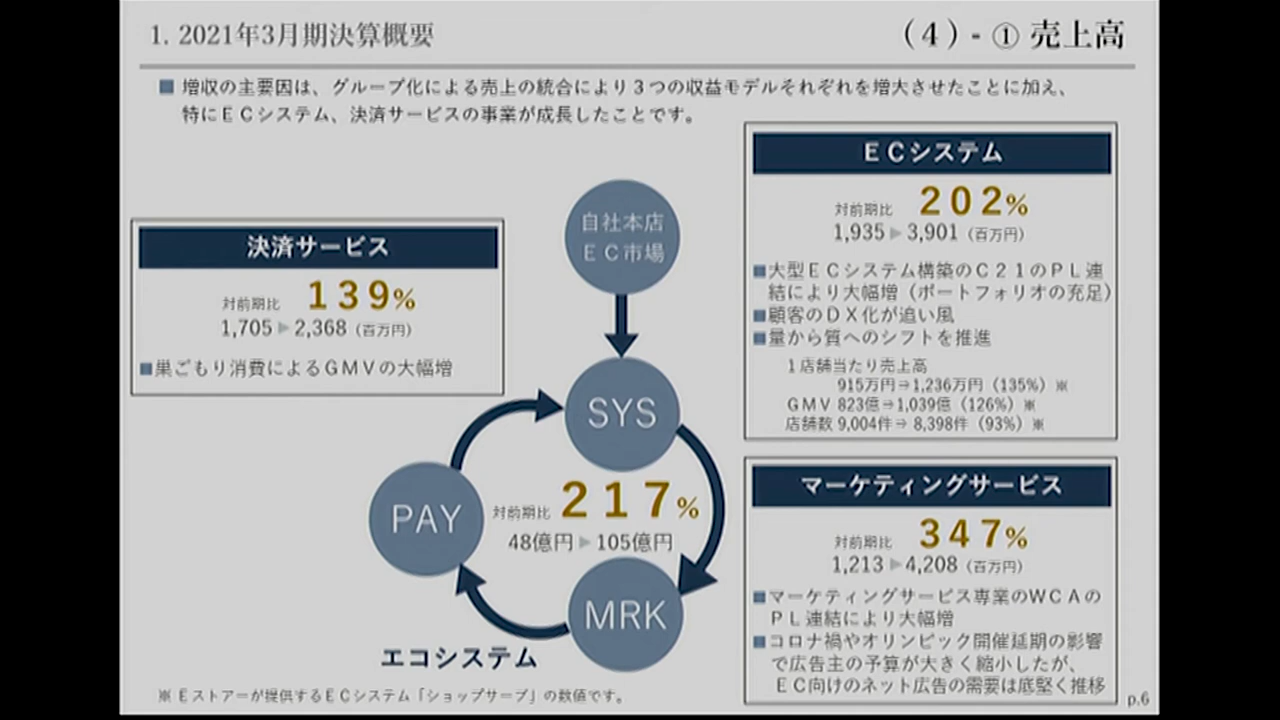 1. 2021年3月期決算概要
（4）- ① 売上高
■ 増収の主要因は、グループ化による売上の統合により３つの収益モデルそれぞれを増大させたことに加え、
特にＥＣシステム、決済サービスの事業が成長したことです。
決済サービス
対前期比 139%
1,705 ▶ 2,368（百万円）
■巣ごもり消費によるＧＭＶの大幅増
自社本店
ＥＣ市場
SYS
PAY
対前期比 217%
48億円 ▶ 105億円
MRK
エコシステム
ＥＣシステム
対前期比 202%
1,935 ▶ 3,901（百万円）
■大型ＥＣシステム構築のＣ２１のＰＬ連
結により大幅増（ポートフォリオの充足）
■顧客のＤＸ化が追い風
■量から質へのシフトを推進
１店舗当たり売上高
915万円⇒1,236万円（135%）※
ＧＭＶ 823億⇒1,039億（126%）※
店舗数 9,004件⇒ 8,398件（93%）※
マーケティングサービス
対前期比 347%
1,213 ▶ 4,208（百万円）
■マーケティングサービス専業のＷＣＡの
ＰＬ連結により大幅増
■コロナ禍やオリンピック開催延期の影響
で広告主の予算が大きく縮小したが、
ＥＣ向けのネット広告の需要は底堅く推移
※ Ｅストアーが提供するＥＣシステム「ショップサーブ」の数値です。
p.6